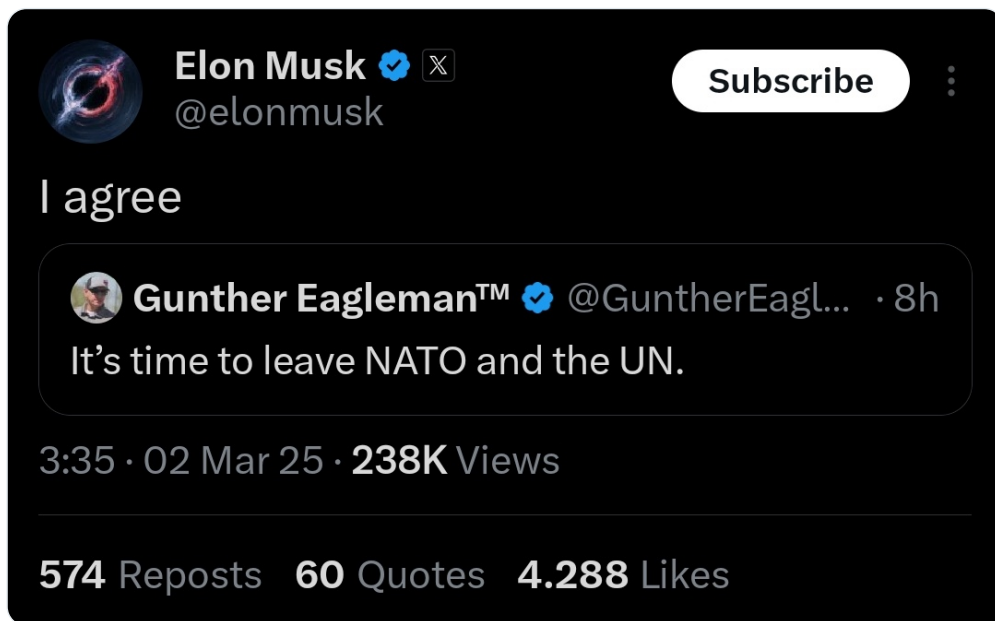 Elon Musk X
@elonmusk
Subscribe
I agree
Gunther Eagleman™ @GuntherEagl... · 8h
It’s time to leave NATO and the UN.
3:35 · 02 Mar 25 · 238K Views
574 Reposts 60 Quotes 4.288 Likes